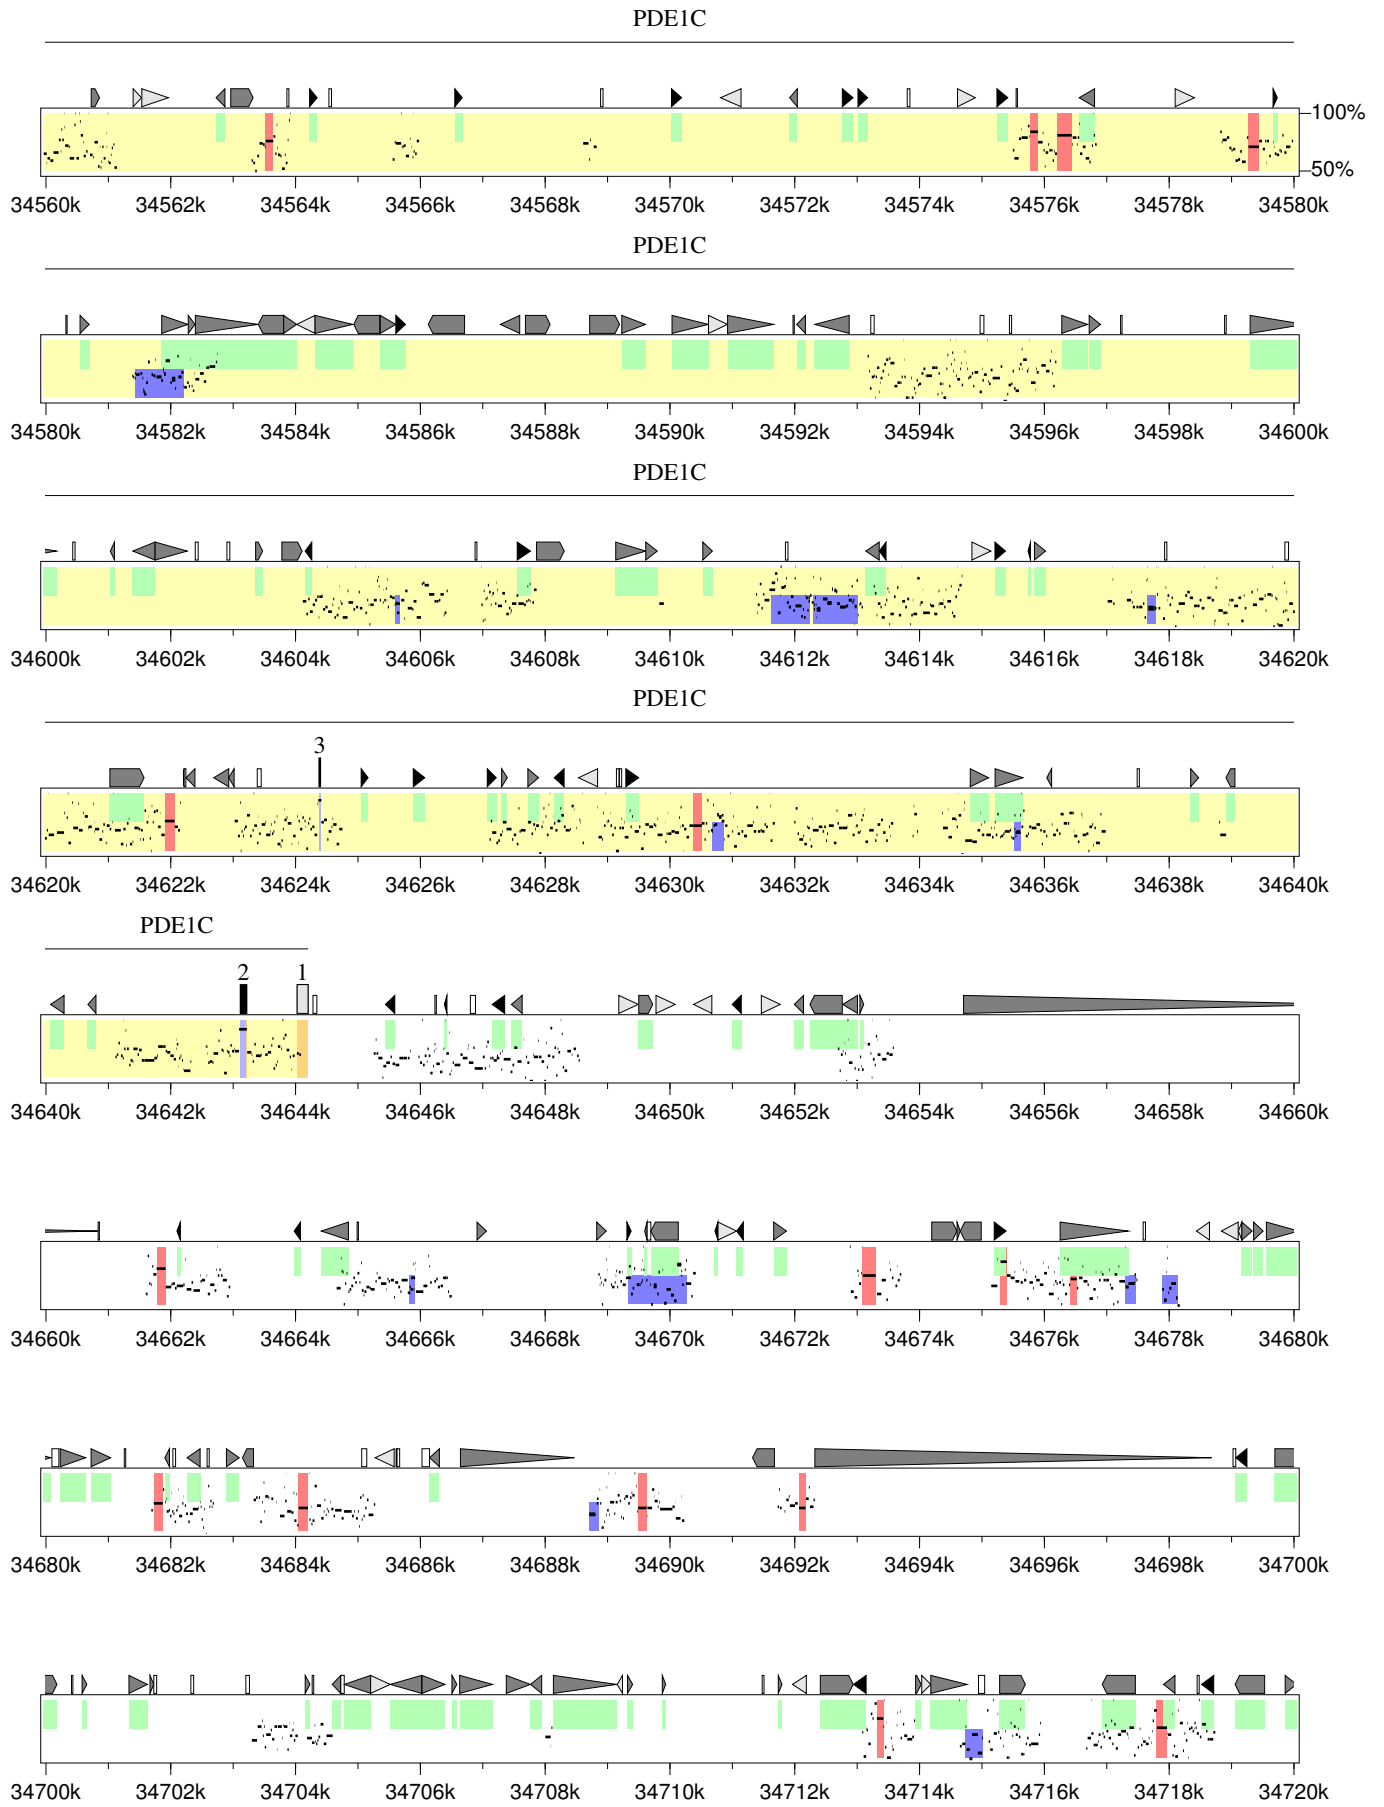 PDE1C
100%
50%
34560k 34562k 34564k 34566k 34568k 34570k 34572k 34574k 34576k 34578k 34580k
PDE1C
34580k 34582k 34584k 34586k 34588k 34590k 34592k 34594k 34596k 34598k 34600k
PDE1C
34600k 34602k 34604k 34606k 34608k 34610k 34612k 34614k 34616k 34618k 34620k
PDE1C
3
34620k 34622k 34624k 34626k 34628k 34630k 34632k 34634k 34636k 34638k 34640k
PDE1C
2 1
34640k 34642k 34644k 34646k 34648k 34650k 34652k 34654k 34656k 34658k 34660k
34660k 34662k 34664k 34666k 34668k 34670k 34672k 34674k 34676k 34678k 34680k
34680k 34682k 34684k 34686k 34688k 34690k 34692k 34694k 34696k 34698k 34700k
34700k 34702k 34704k 34706k 34708k 34710k 34712k 34714k 34716k 34718k 34720k